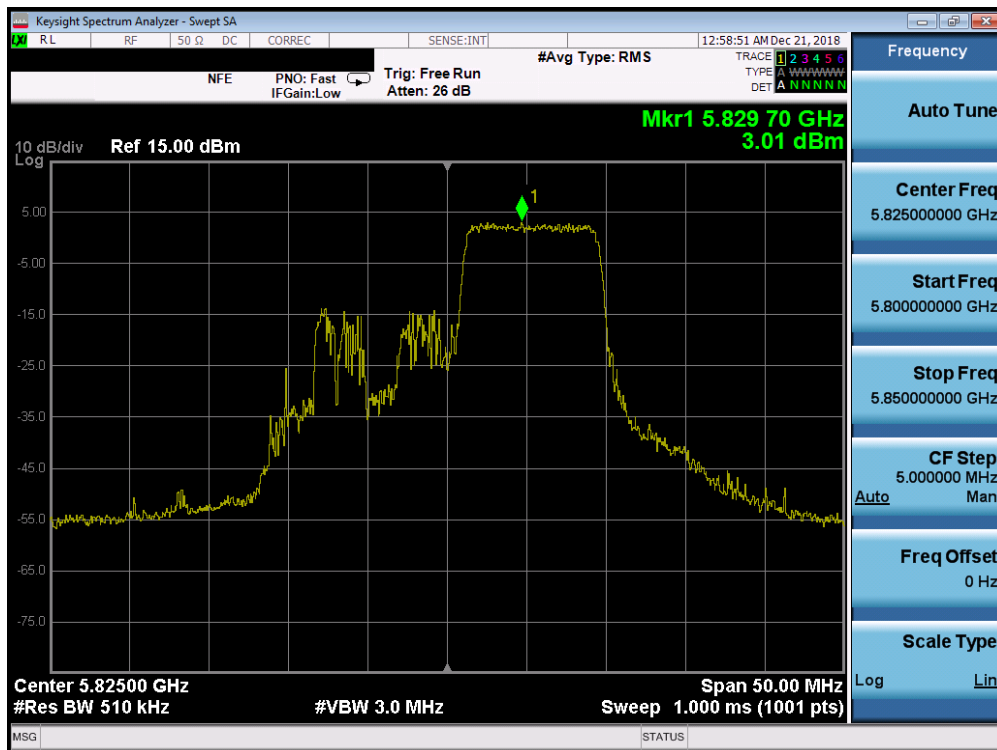 Keysight Spectrum Analyzer - Swept SA
LXI RL RF 50 Ω DC CORREC SENSE:INT 12:58:51 AM Dec 21, 2018
NFE PNO: Fast Trig: Free Run #Avg Type: RMS TRACE 1 2 3 4 5 6
IFGain:Low Atten: 26 dB TYPE A WWWWW
DET A N N N N N
Mkr1 5.829 70 GHz
3.01 dBm
10 dB/div Ref 15.00 dBm
Log
1
5.00
-5.00
-15.0
-25.0
-35.0
-45.0
-55.0
-65.0
-75.0
Center 5.82500 GHz Span 50.00 MHz
#Res BW 510 kHz #VBW 3.0 MHz Sweep 1.000 ms (1001 pts)
MSG STATUS
Frequency
Auto Tune
Center Freq
5.825000000 GHz
Start Freq
5.800000000 GHz
Stop Freq
5.850000000 GHz
CF Step
5.000000 MHz
Auto Man
Freq Offset
0 Hz
Scale Type
Log Lin